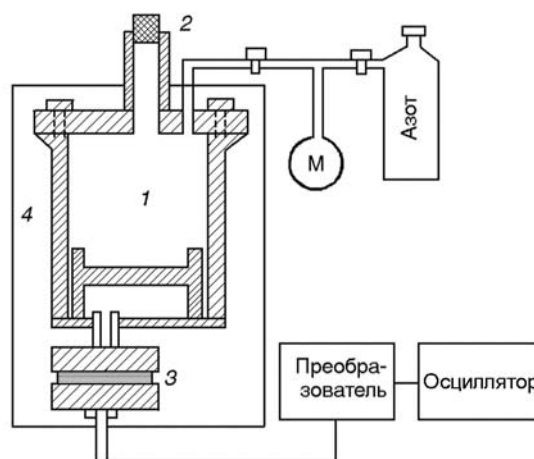 2
Азот
М
1
4
3
Преобра-
зователь
Осциллятор